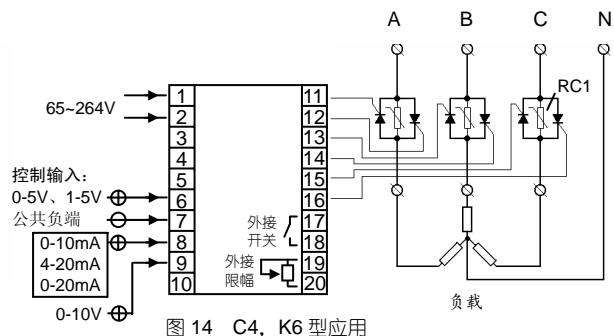 A B C N
RC1
65~264V
控制输入:
0-5V、1-5V
公共负端
0-10mA
4-20mA
0-20mA
0-10V
1
2
3
4
5
6
7
8
9
10
11
12
13
14
15
16
17
18
19
20
外接
开关
外接
限幅
负载
图 14 C4，K6 型应用